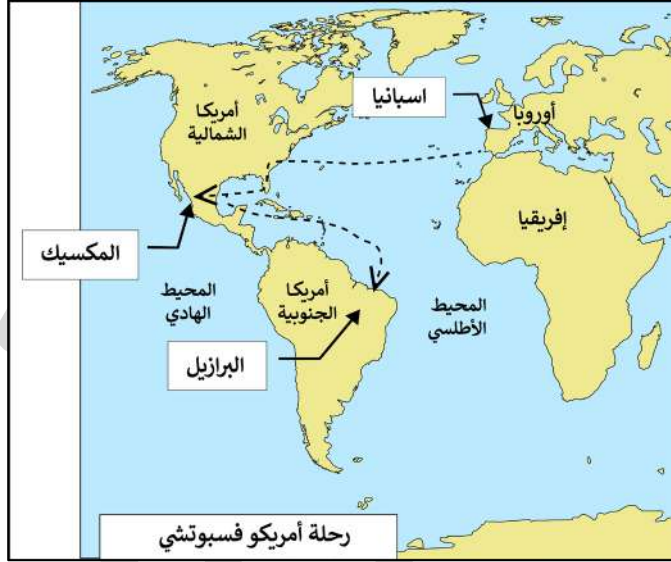 اسبانيا
أوروبا
أمريكا
الشمالية
إفريقيا
المكسيك
المحيط
الهادي
أمريكا
الجنوبية
المحيط
الأطلسي
البرازيل
رحلة أمريكو فسبوتشي